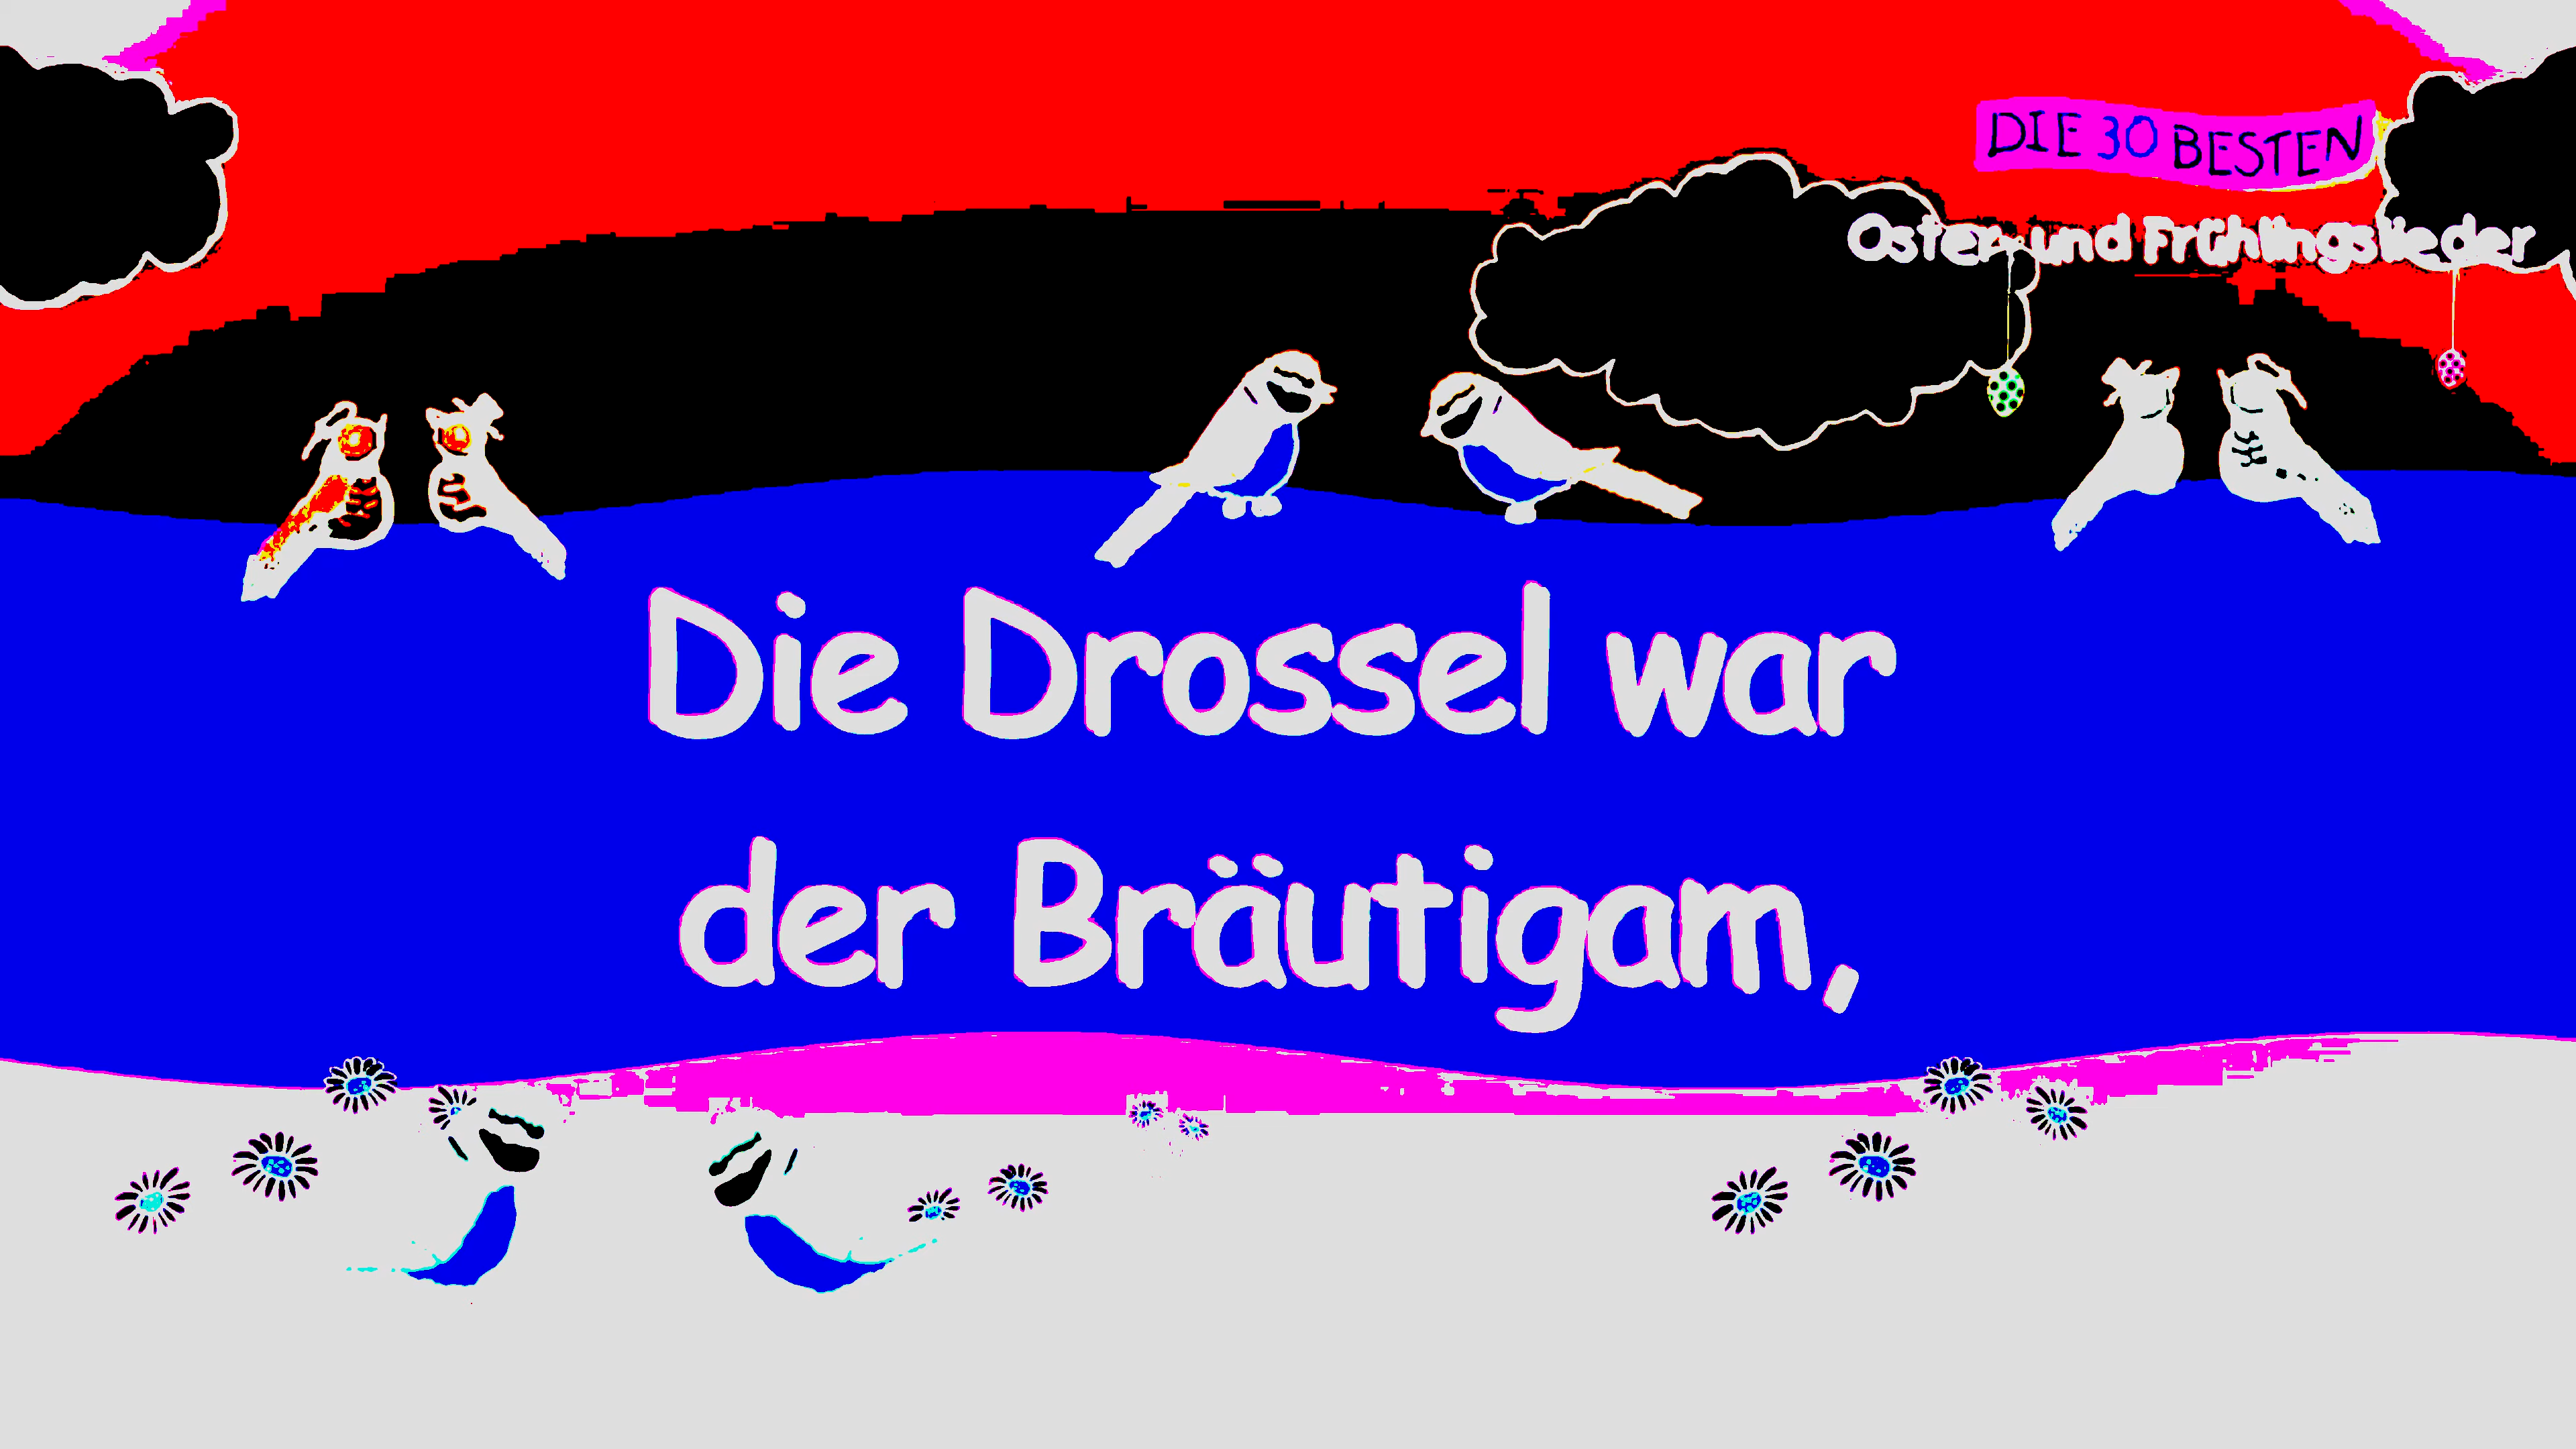 DIE 30 BESTEN
Oster- und Frühlingslieder
Die Drossel war
der Bräutigam,